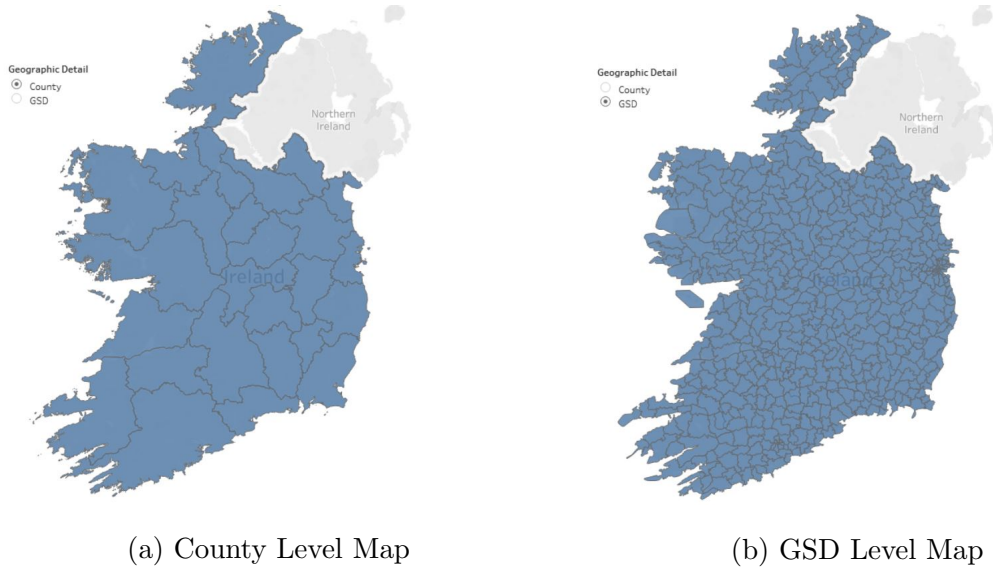 Geographic Detail
County
GSD
Northern
Ireland
Ireland
(a) County Level Map
Geographic Detail
County
GSD
Northern
Ireland
Ireland
(b) GSD Level Map